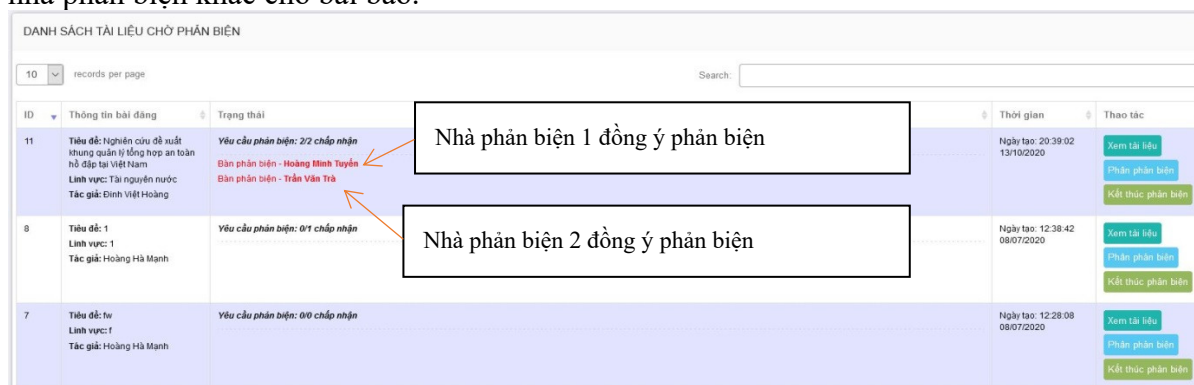 nhà phản biện khác cho bài báo.
DANH SÁCH TÀI LIỆU CHỜ PHẢN BIỆN
10 records per page
Search:
ID Thông tin bài đăng Trạng thái Thời gian Thao tác
11 Tiêu đề: Nghiên cứu đề xuất Yêu cầu phản biện: 2/2 chấp nhận Ngày tạo: 20:39:02
khung quản lý tổng hợp an toàn 13/10/2020
hồ đập tại Việt Nam Bàn phản biện - Hoàng Minh Tuyển
Lĩnh vực: Tài nguyên nước Bàn phản biện - Trần Văn Trà
Tác giả: Đinh Việt Hoàng
Xem tài liệu
Phân phản biện
Kết thúc phản biện
Nhà phản biện 1 đồng ý phản biện
8 Tiêu đề: 1 Yêu cầu phản biện: 0/1 chấp nhận Ngày tạo: 12:38:42
Lĩnh vực: 1 08/07/2020
Tác giả: Hoàng Hà Mạnh
Xem tài liệu
Phân phản biện
Kết thúc phản biện
Nhà phản biện 2 đồng ý phản biện
7 Tiêu đề: fw Yêu cầu phản biện: 0/0 chấp nhận Ngày tạo: 12:28:08
Lĩnh vực: f 08/07/2020
Tác giả: Hoàng Hà Mạnh
Xem tài liệu
Phân phản biện
Kết thúc phản biện